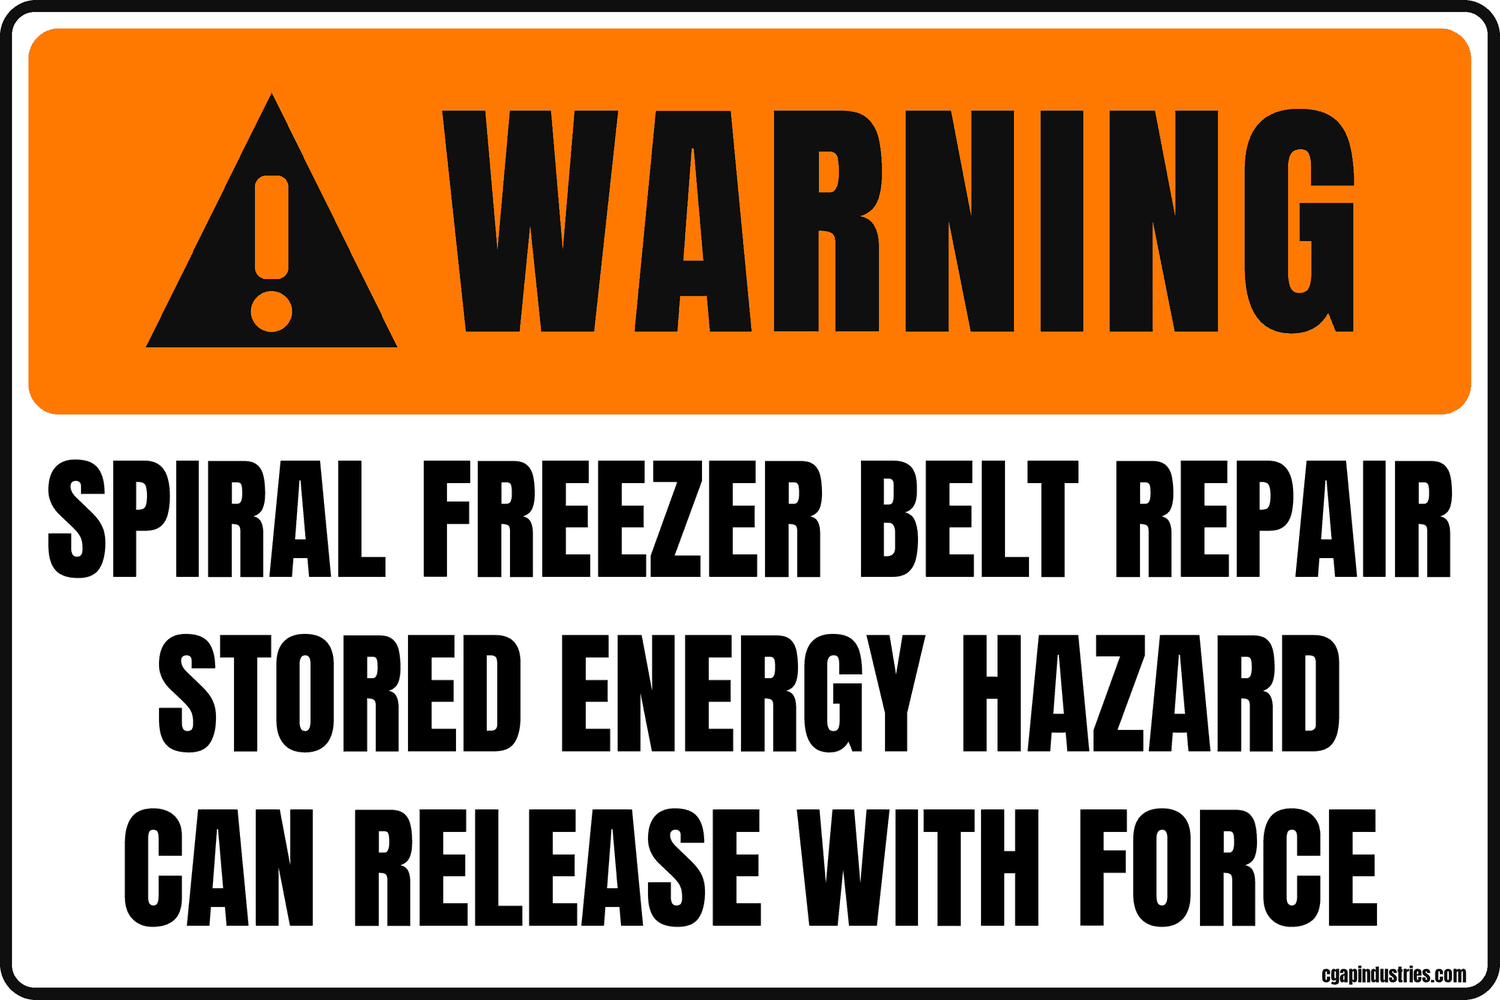 WARNING
SPIRAL FREEZER BELT REPAIR
STORED ENERGY HAZARD
CAN RELEASE WITH FORCE
cgapindustries.com